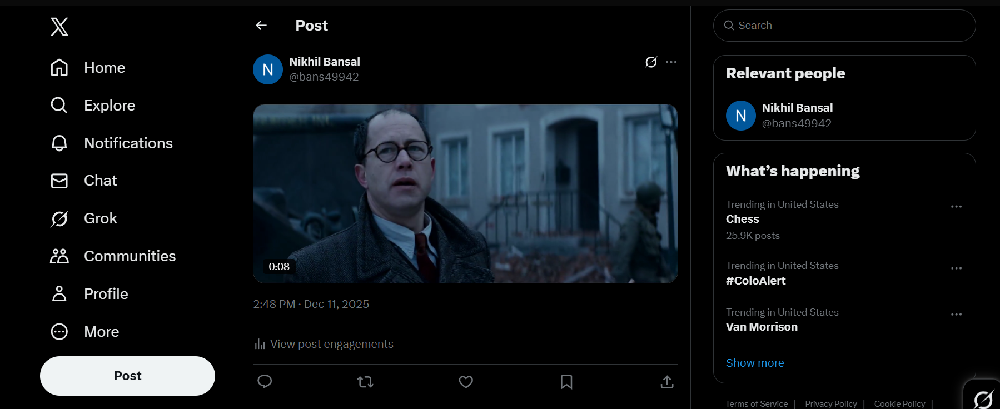 Home
Explore
Notifications
Chat
Grok
Communities
Profile
More
Post
Post
N
Nikhil Bansal
@bans49942
0:08
2:48 PM · Dec 11, 2025
View post engagements
Search
Relevant people
N
Nikhil Bansal
@bans49942
What’s happening
Trending in United States
Chess
25.9K posts
Trending in United States
#ColoAlert
Trending in United States
Van Morrison
Show more
Terms of Service | Privacy Policy | Cookie Policy |